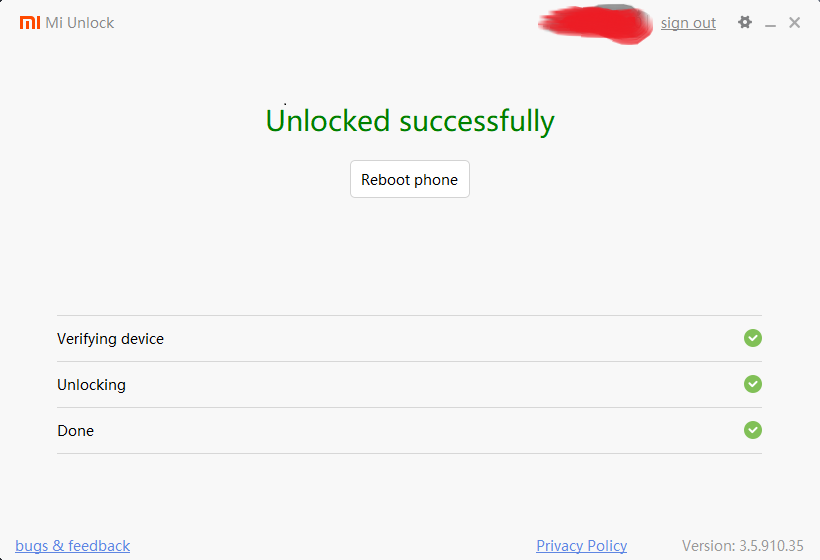 mi Mi Unlock sign out
Unlocked successfully
Reboot phone
Verifying device
Unlocking
Done
bugs & feedback Privacy Policy Version: 3.5.910.35